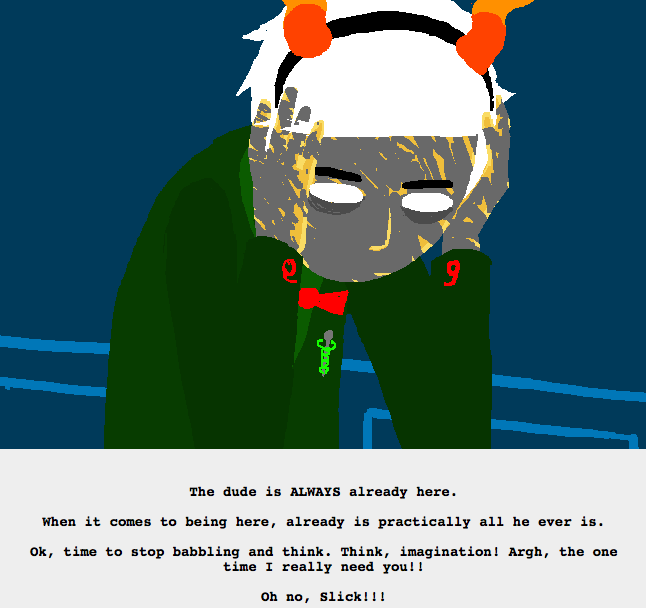 The dude is ALWAYS already here.
When it comes to being here, already is practically all he ever is.
Ok, time to stop babbling and think. Think, imagination! Argh, the one
time I really need you!!
Oh no, Slick!!!